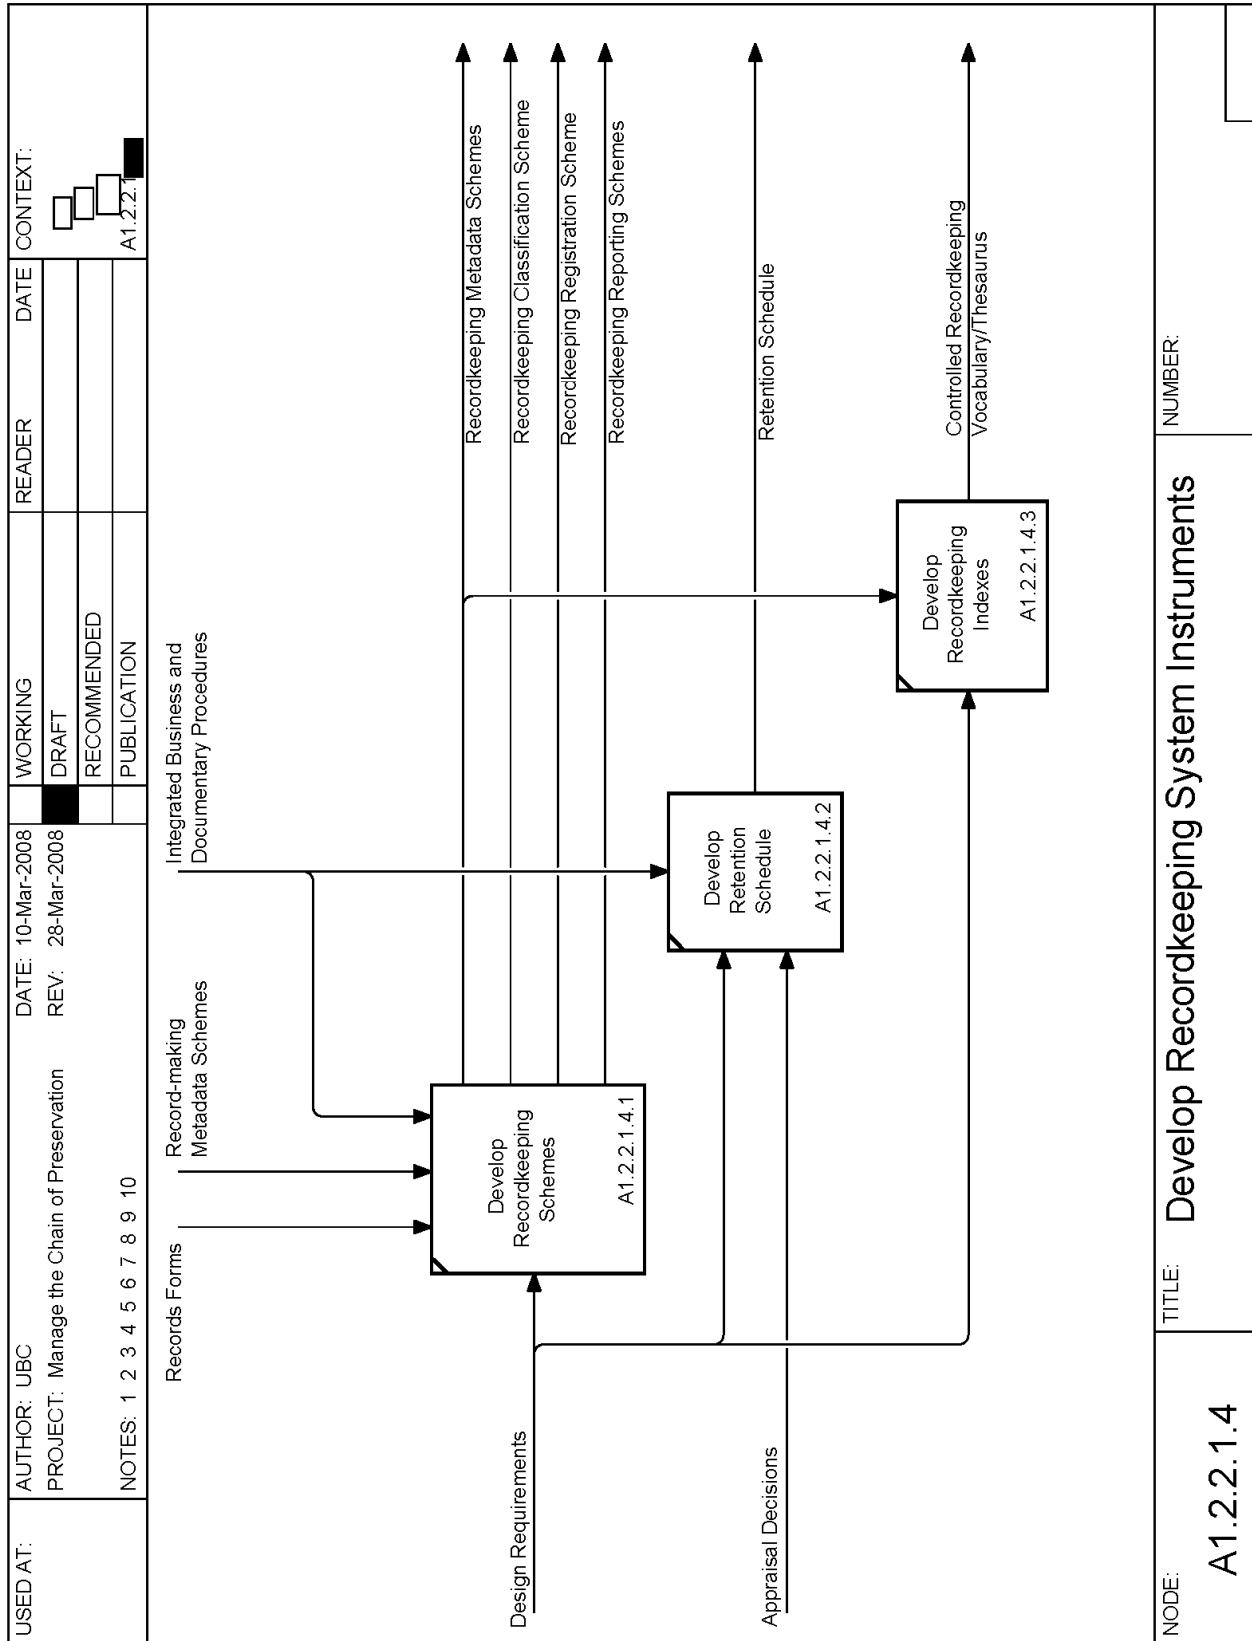 USED AT:
AUTHOR: UBC
DATE: 10-Mar-2008
WORKING
READER
DATE
CONTEXT:
PROJECT: Manage the Chain of Preservation
REV: 28-Mar-2008
DRAFT
RECOMMENDED
NOTES: 1 2 3 4 5 6 7 8 9 10
PUBLICATION
A1.2.2.1
Records Forms
Record-making
Metadata Schemes
Integrated Business and
Documentary Procedures
Design Requirements
Develop
Recordkeeping
Schemes
A1.2.2.1.4.1
Recordkeeping Metadata Schemes
Recordkeeping Classification Scheme
Recordkeeping Registration Scheme
Recordkeeping Reporting Schemes
Appraisal Decisions
Develop
Retention
Schedule
A1.2.2.1.4.2
Retention Schedule
Develop
Recordkeeping
Indexes
A1.2.2.1.4.3
Controlled Recordkeeping
Vocabulary/Thesaurus
NODE:
A1.2.2.1.4
TITLE:
Develop Recordkeeping System Instruments
NUMBER: